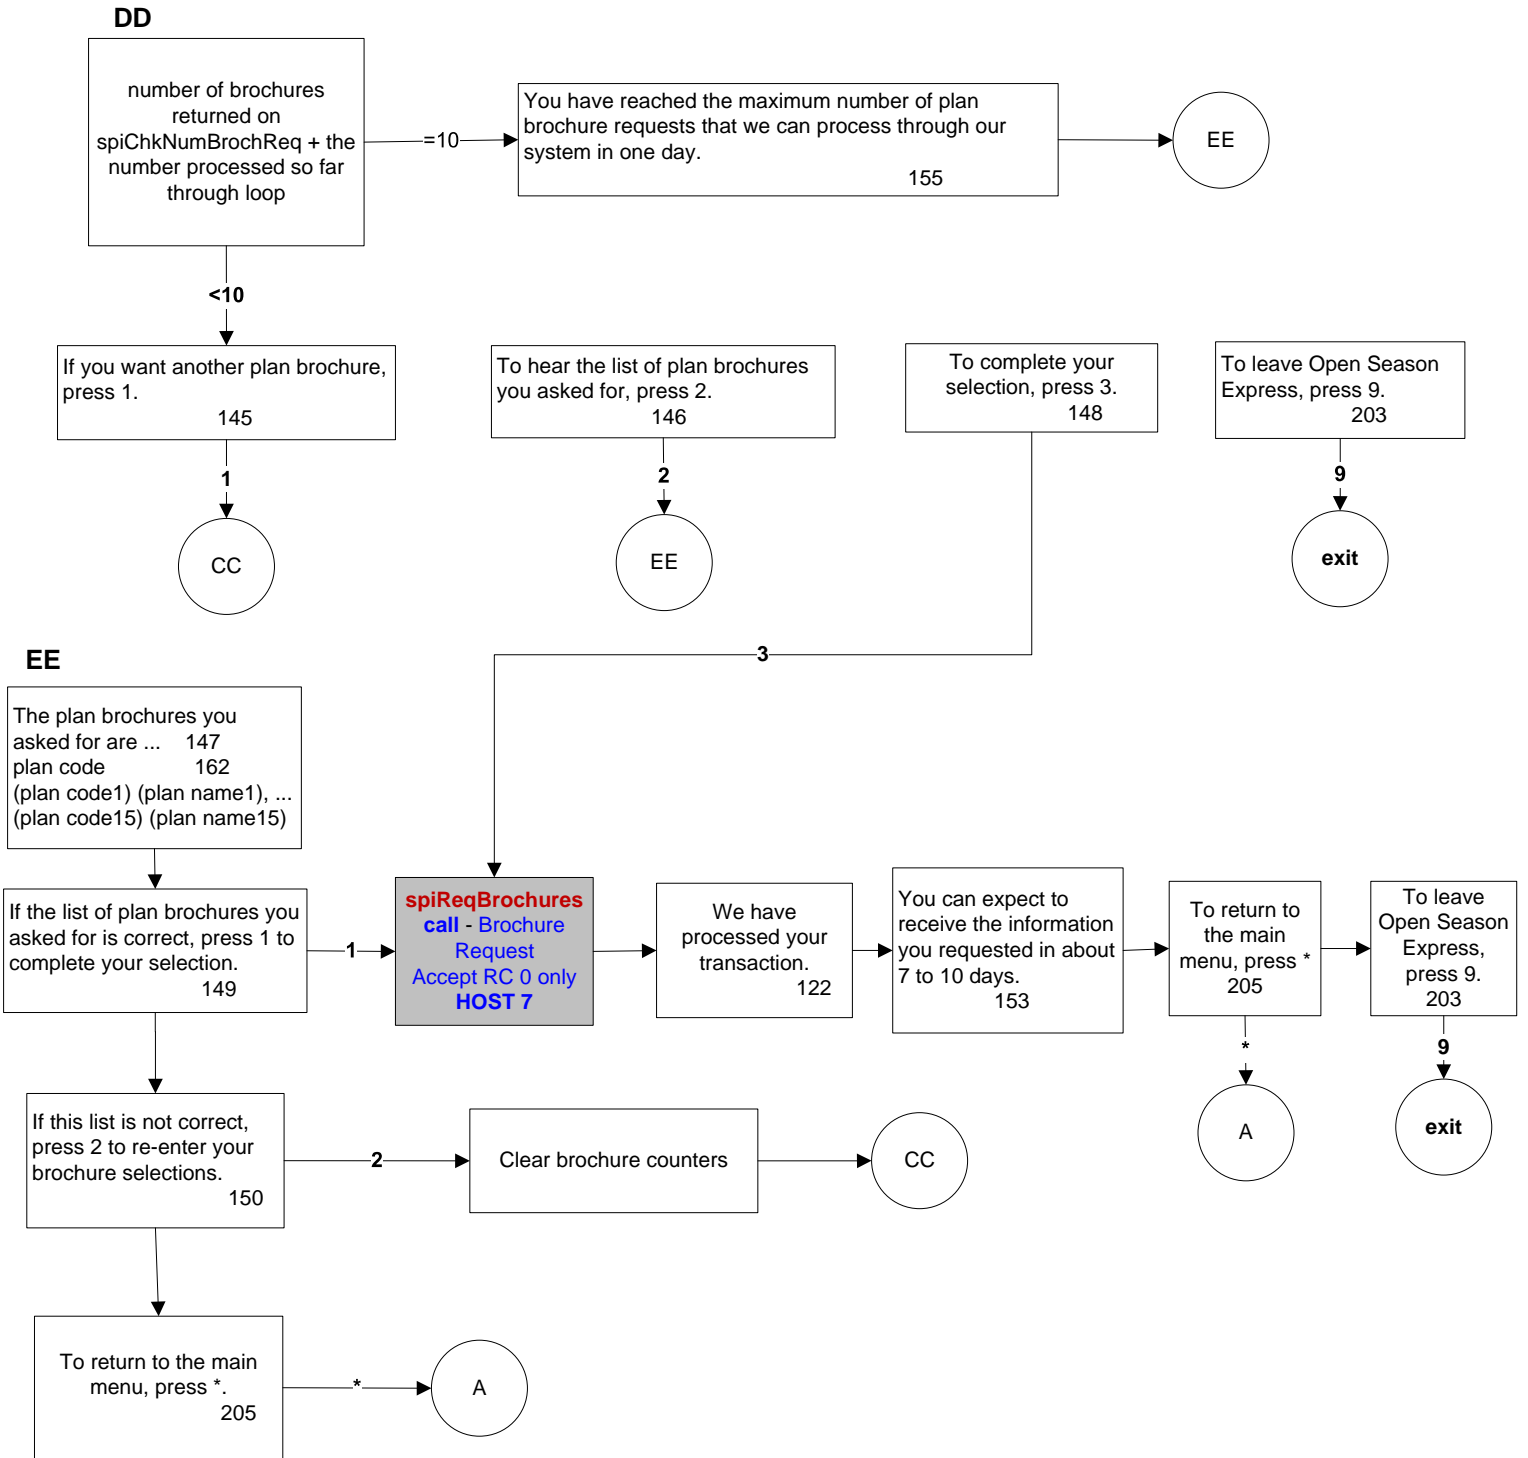 DD
number of brochures
returned on
spiChkNumBrochReq + the
number processed so far
through loop
=10
You have reached the maximum number of plan
brochure requests that we can process through our
system in one day.
155
EE
<10
If you want another plan brochure,
press 1.
145
To hear the list of plan brochures
you asked for, press 2.
146
To complete your
selection, press 3.
148
To leave Open Season
Express, press 9.
203
1
2
9
CC
EE
exit
3
EE
The plan brochures you
asked for are ... 147
plan code 162
(plan code1) (plan name1), ...
(plan code15) (plan name15)
If the list of plan brochures you
asked for is correct, press 1 to
complete your selection.
149
1
spiReqBrochures
call - Brochure
Request
Accept RC 0 only
HOST 7
We have
processed your
transaction.
122
You can expect to
receive the information
you requested in about
7 to 10 days.
153
To return to
the main
menu, press *
205
To leave
Open Season
Express,
press 9.
203
*
9
A
exit
If this list is not correct,
press 2 to re-enter your
brochure selections.
150
2
Clear brochure counters
CC
To return to the main
menu, press *.
205
*
A